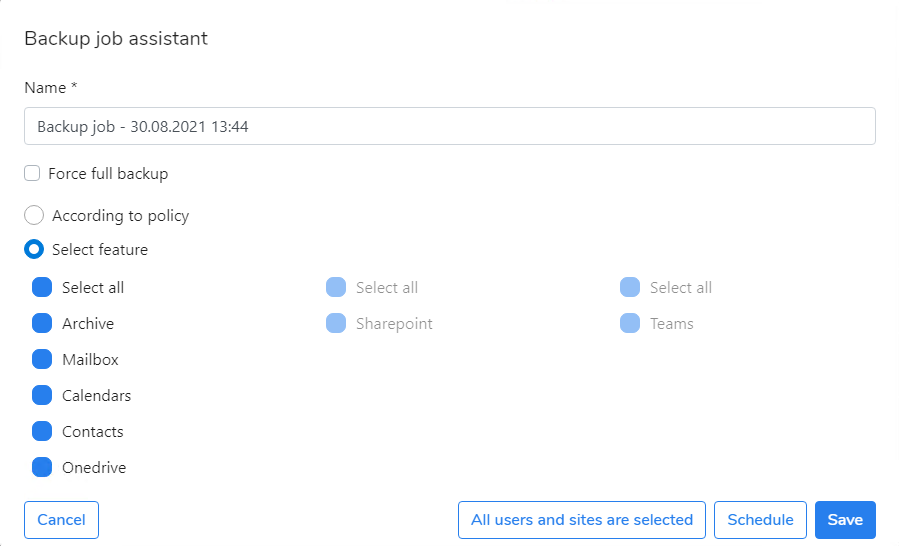 Backup job assistant
Name *
Backup job - 30.08.2021 13:44
Force full backup
According to policy
Select feature
Select all Select all Select all
Archive Sharepoint Teams
Mailbox
Calendars
Contacts
Onedrive
Cancel All users and sites are selected Schedule Save